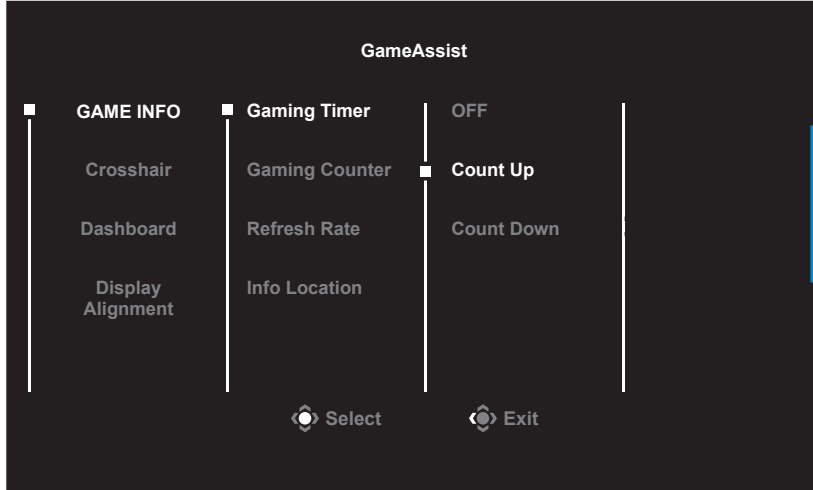 GameAssist
GAME INFO
Crosshair
Dashboard
Display
Alignment
Gaming Timer
Gaming Counter
Refresh Rate
Info Location
OFF
Count Up
Count Down
Select
Exit